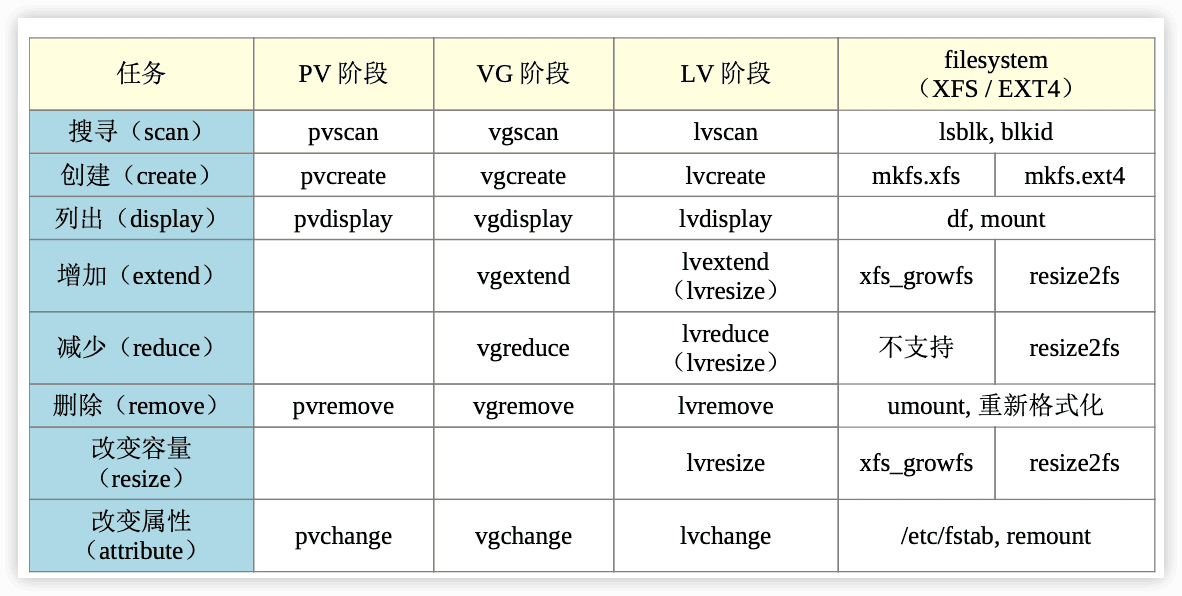 任务 PV 阶段 VG 阶段 LV 阶段 filesystem
（XFS / EXT4）
搜寻（scan） pvscan vgscan lvscan lsblk, blkid
创建（create） pvcreate vgcreate lvcreate mkfs.xfs mkfs.ext4
列出（display） pvdisplay vgdisplay lvdisplay df, mount
增加（extend） vgextend lvextend
（lvresize） xfs_growfs resize2fs
减少（reduce） vgreduce lvreduce
（lvresize） 不支持 resize2fs
删除（remove） pvremove vgremove lvremove umount, 重新格式化
改变容量
（resize） lvresize xfs_growfs resize2fs
改变属性
（attribute） pvchange vgchange lvchange /etc/fstab, remount